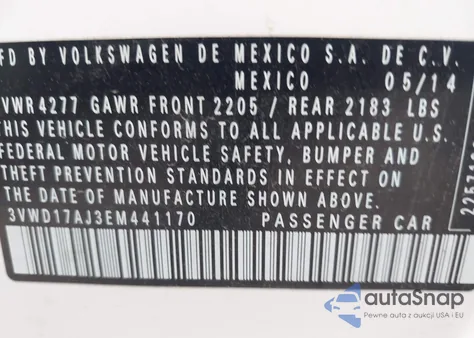 FD BY VOLKSWAGEN DE MEXICO S.A. DE C.V.
MEXICO 05/14
VWR 4277 GAWR FRONT 2205 / REAR 2183 LBS
THIS VEHICLE CONFORMS TO ALL APPLICABLE U.S.
FEDERAL MOTOR VEHICLE SAFETY, BUMPER AND
THEFT PREVENTION STANDARDS IN EFFECT ON
THE DATE OF MANUFACTURE SHOWN ABOVE.
3VWD17AJ3EM441170 PASSENGER CAR
autoSnap
Pewne auta z aukcji USA i EU